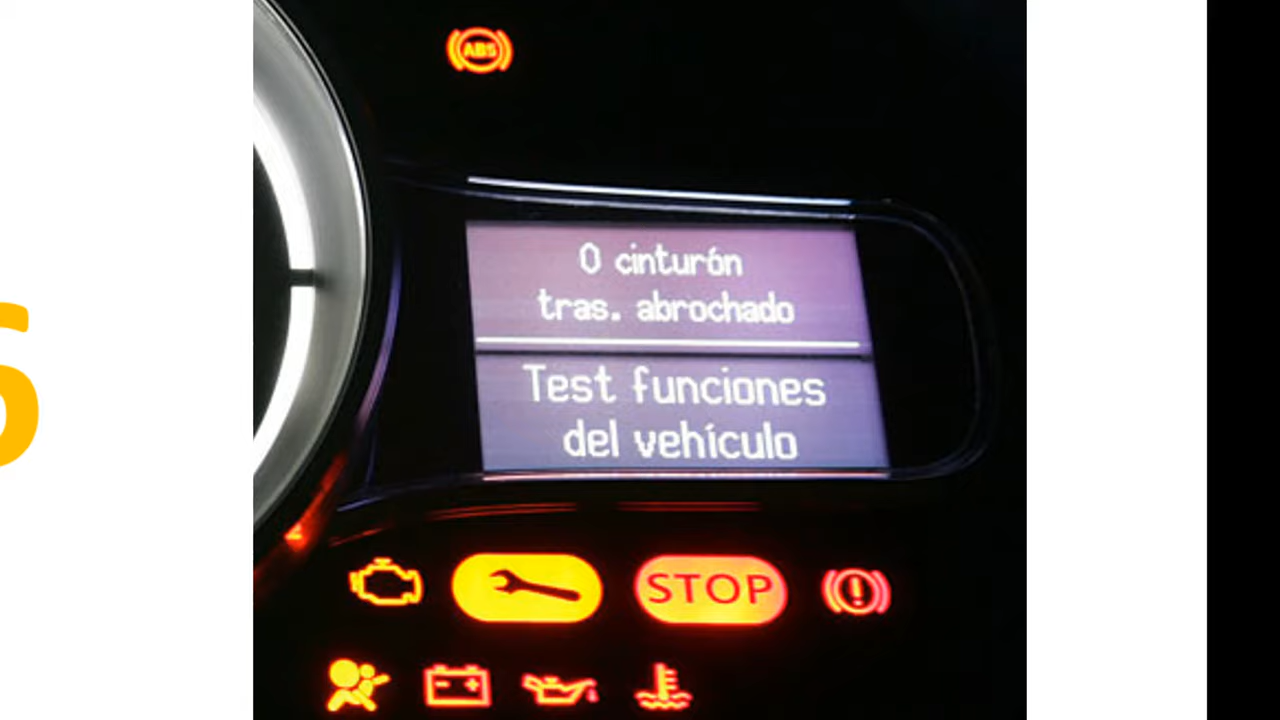 ABS
0 cinturón
tras. abrochado
Test funciones
del vehículo
STOP